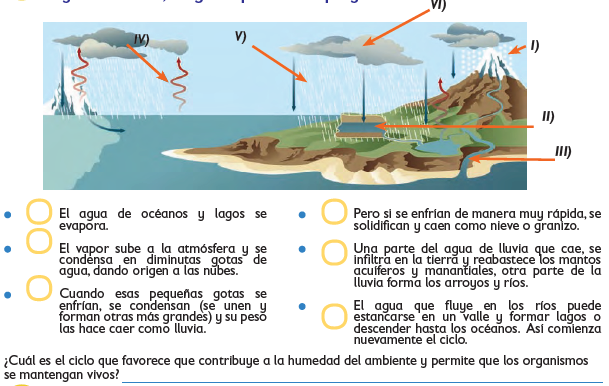 VI)
IV)
V)
I)
II)
III)
El agua de océanos y lagos se
evapora.
El vapor sube a la atmósfera y se
condensa en diminutas gotas de
agua, dando origen a las nubes.
Cuando esas pequeñas gotas se
enfrían, se condensan (se unen y
forman otras más grandes) y su peso
las hace caer como lluvia.
Pero si se enfrían de manera muy rápida, se
solidifican y caen como nieve o granizo.
Una parte del agua de lluvia que cae, se
infiltra en la tierra y reabastece los mantos
acuíferos y manantiales, otra parte de la
lluvia forma los arroyos y ríos.
El agua que fluye en los ríos puede
estancarse en un valle y formar lagos o
descender hasta los océanos. Así comienza
nuevamente el ciclo.
¿Cuál es el ciclo que favorece que contribuye a la humedad del ambiente y permite que los organismos
se mantengan vivos?